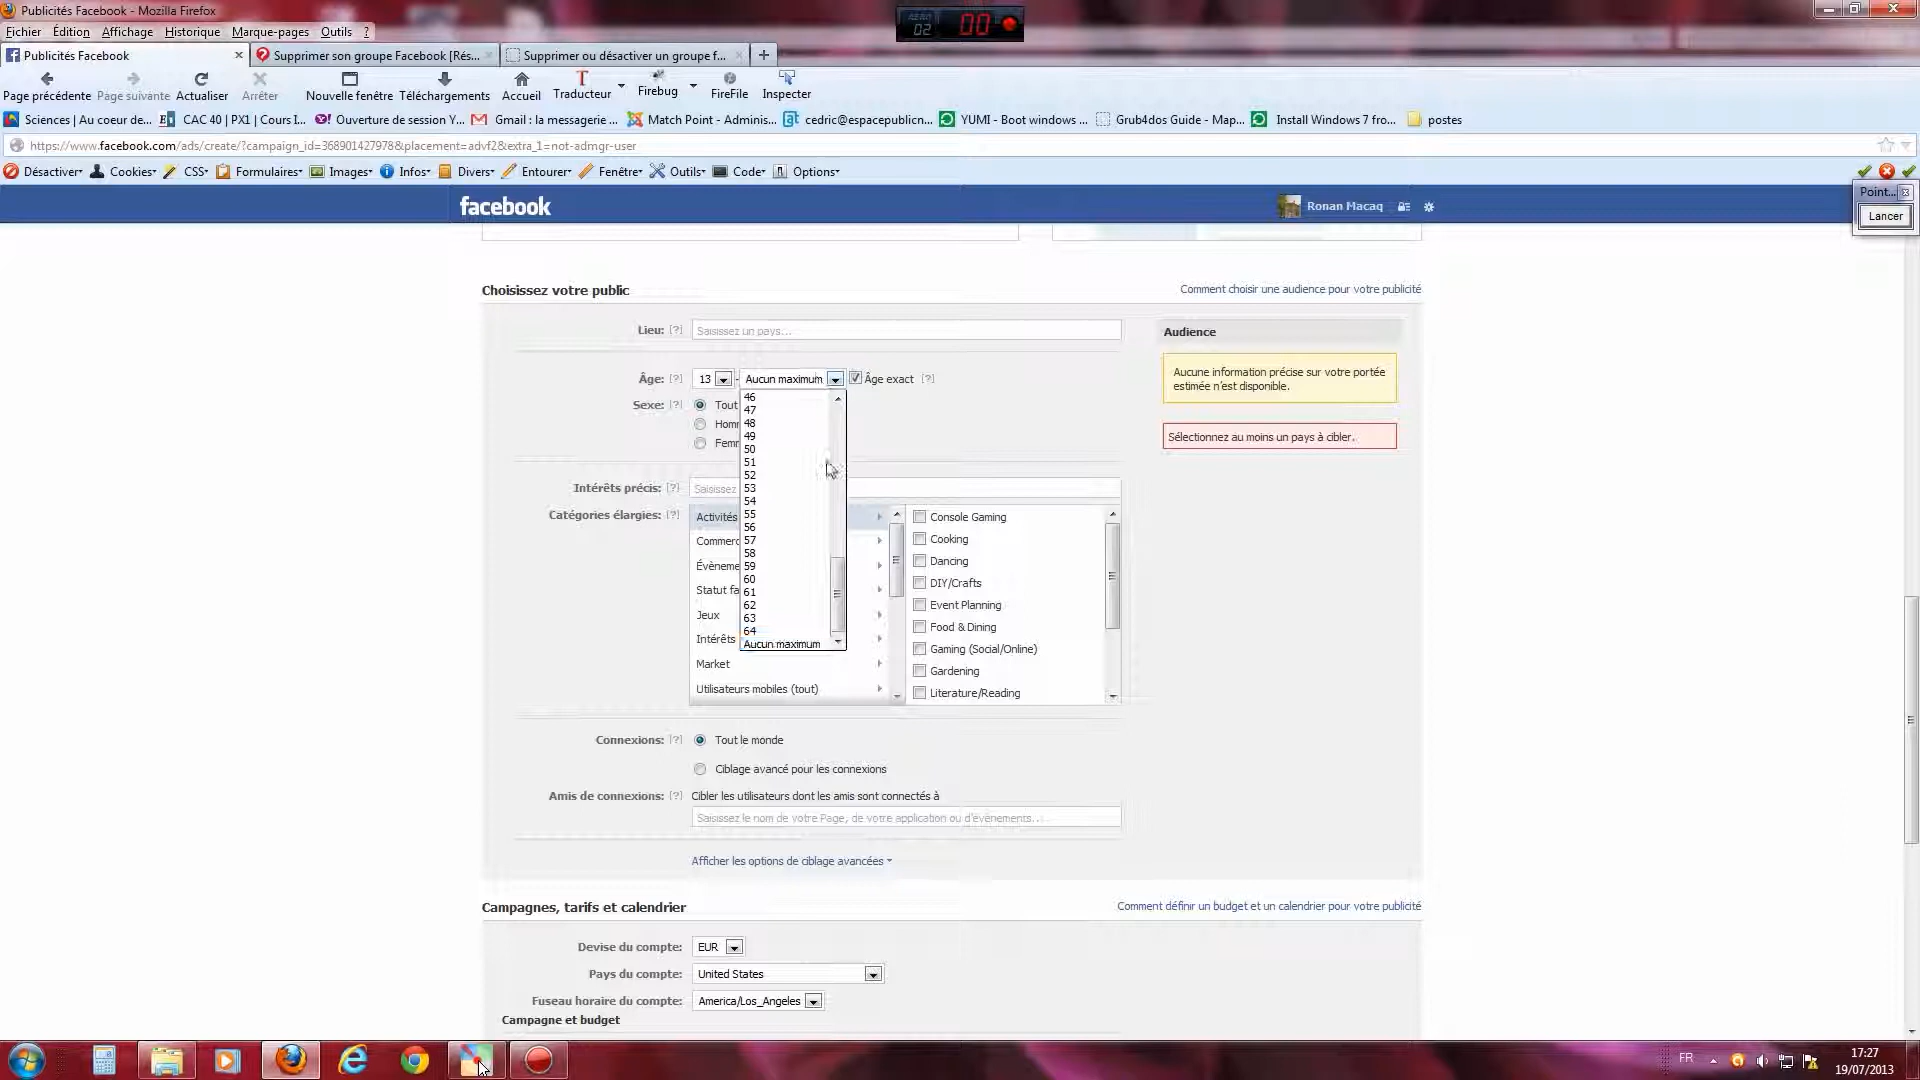 Publicités Facebook - Mozilla Firefox
02 00
Fichier Édition Affichage Historique Marque-pages Outils ?
Publicités Facebook × Supprimer son groupe Facebook [Rés... × Supprimer ou désactiver un groupe f... × +
Page précédente Page suivante Actualiser Arrêter Nouvelle fenêtre Téléchargements Accueil Traducteur Firebug FireFile Inspecter
Sciences | Au coeur de... CAC 40 | PX1 | Cours I... Ouverture de session Y... Gmail : la messagerie ... Match Point - Adminis... cedric@espacepublicn... YUMI - Boot windows ... Grub4dos Guide - Map... Install Windows 7 fro... postes
https://www.facebook.com/ads/create/?campaign_id=368901427978&placement=advf2&extra_1=not-admgr-user
Désactiver Cookies CSS Formulaires Images Infos Divers Entourer Fenêtre Outils Code Options
Point...
Lancer
facebook
Ronan Macaq
Choisissez votre public
Comment choisir une audience pour votre publicité
Lieu: [?] Saisissez un pays...
Audience
Aucune information précise sur votre portée
estimée n'est disponible.
Sélectionnez au moins un pays à cibler.
Âge: [?] 13 - Aucun maximum Âge exact [?]
Sexe: [?] Tout
Hom
Fem
46
47
48
49
50
51
52
53
54
55
56
57
58
59
60
61
62
63
64
Aucun maximum
Intérêts précis: [?] Saisissez
Catégories élargies: [?]
Activités
Commerc
Évèneme
Statut fa
Jeux
Intérêts
Market
Utilisateurs mobiles (tout)
Console Gaming
Cooking
Dancing
DIY/Crafts
Event Planning
Food & Dining
Gaming (Social/Online)
Gardening
Literature/Reading
Connexions: [?] Tout le monde
Ciblage avancé pour les connexions
Amis de connexions: [?] Cibler les utilisateurs dont les amis sont connectés à
Saisissez le nom de votre Page, de votre application ou d'évènements...
Afficher les options de ciblage avancées
Campagnes, tarifs et calendrier
Comment définir un budget et un calendrier pour votre publicité
Devise du compte: EUR
Pays du compte: United States
Fuseau horaire du compte: America/Los_Angeles
Campagne et budget
FR
17:27
19/07/2013